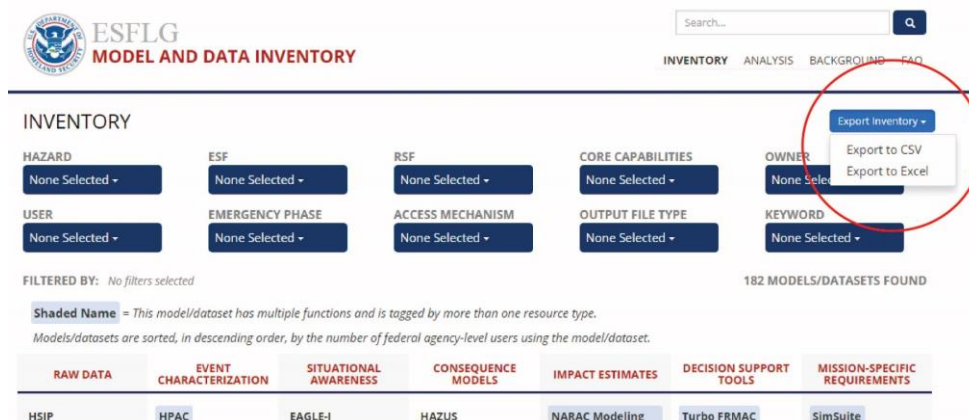 ESFLG
MODEL AND DATA INVENTORY
Search...
INVENTORY ANALYSIS BACKGROUND FAQ
INVENTORY
Export Inventory
Export to CSV
Export to Excel
HAZARD ESF RSF CORE CAPABILITIES OWNER
None Selected None Selected None Selected None Selected None Selec
USER EMERGENCY PHASE ACCESS MECHANISM OUTPUT FILE TYPE KEYWORD
None Selected None Selected None Selected None Selected None Selected
FILTERED BY: No filters selected 182 MODELS/DATASETS FOUND
Shaded Name = This model/dataset has multiple functions and is tagged by more than one resource type.
Models/datasets are sorted, in descending order, by the number of federal agency-level users using the model/dataset.
RAW DATA EVENT CHARACTERIZATION SITUATIONAL AWARENESS CONSEQUENCE MODELS IMPACT ESTIMATES DECISION SUPPORT TOOLS MISSION-SPECIFIC REQUIREMENTS
HSIP HPAC EAGLE-I HAZUS NARAC Modeling Turbo FRMAC SimSuite